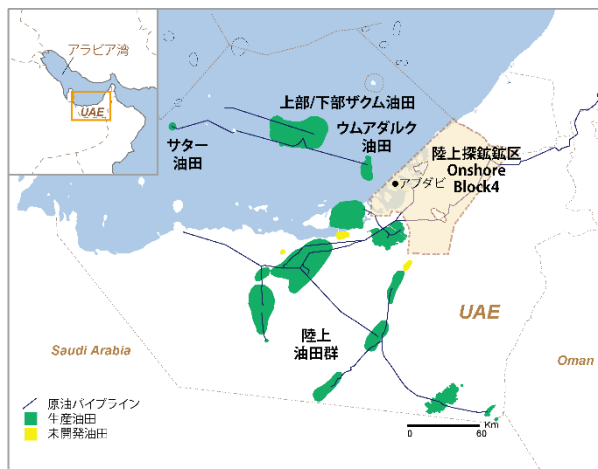 アラビア湾
UAE
上部/下部ザクム油田
ウムアダルク
油田
サター
油田
陸上探鉱鉱区
Onshore
Block4
アブダビ
UAE
陸上
油田群
Saudi Arabia
Oman
原油パイプライン
生産油田
未開発油田
Km
0 60